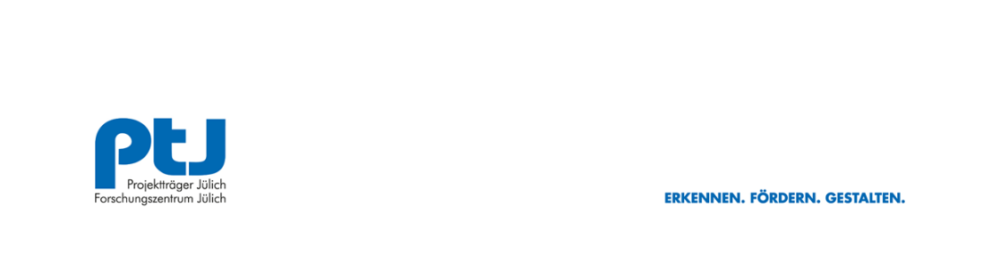 ptJ
Projektträger Jülich
Forschungszentrum Jülich
ERKENNEN. FÖRDERN. GESTALTEN.